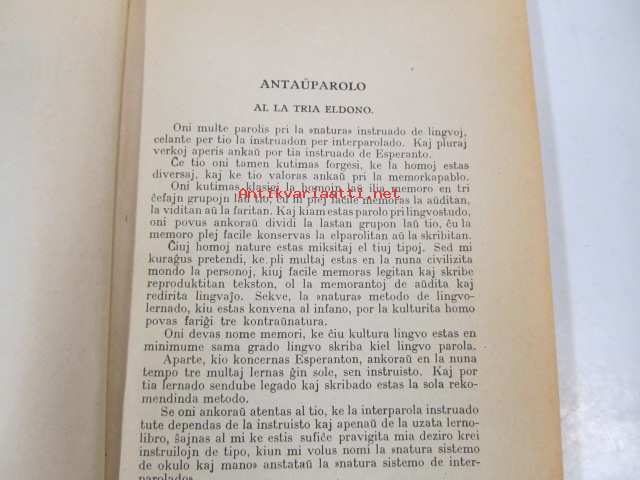 ANTAŬPAROLO
AL LA TRIA ELDONO.
Oni multe parolis pri la »natura» instruado de lingvoj,
celante per tio la instruadon per interparolado. Kaj pluraj
verkoj aperis ankaŭ por tia instruado de Esperanto.
Ĉe tio oni tamen kutimas forgesi, ke la homoj estas
diversaj, kaj ke tio valoras ankaŭ pri la memorkapablo.
Oni kutimas klasigi la homojn laŭ ilia memoro en tri
Antikvariaatti.net
ĉefajn grupojn laŭ tio, ĉu ili plej facile memoras la aŭditan,
la viditan aŭ la faritan. Kaj kiam estas parolo pri lingvostudo,
oni povus ankoraŭ dividi la lastan grupon laŭ tio, ĉu la
memoro plej facile konservas la elparolitan aŭ la skribitan.
Ĉiuj homoj nature estas miksitaj el tiuj tipoj. Sed mi
kuraĝus pretendi, ke pli multaj estas en la nuna civilizita
mondo la personoj, kiuj facile memoras legitan kaj skribe
reproduktitan tekston, ol la memorantoj de aŭdita kaj
redirita lingvaĵo. Sekve, la »natura» metodo de lingvo-
lernado, kiu estas konvena al infano, por la kulturita homo
povas fariĝi tre kontraŭnatura.
Oni devas nome memori, ke ĉiu kultura lingvo estas en
minimume sama grado lingvo skriba kiel lingvo parola.
Aparte, kio koncernas Esperanton, ankoraŭ en la nuna
tempo tre multaj lernas ĝin sole, sen instruisto. Kaj por
tia lernado sendube legado kaj skribado estas la sola reko-
mendinda metodo.
Se oni ankoraŭ atentas al tio, ke la interparola instruado
tute dependas de la instruisto kaj apenaŭ de la uzata lerno-
libro, ŝajnas al mi ke estis sufiĉe pravigita mia deziro krei
instruilojn de tipo, kiun mi volus nomi la »natura sistemo
de okulo kaj mano» anstataŭ la »natura sistemo de inter-
parolado».